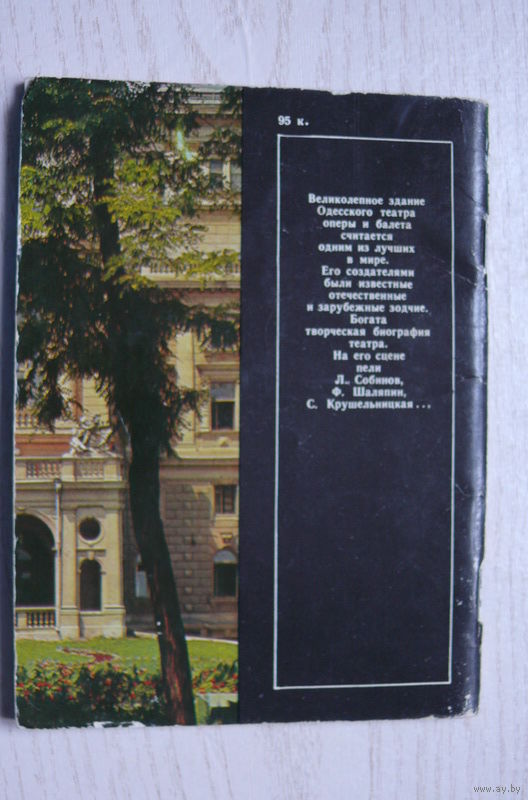 95 к.
Великолепное здание
Одесского театра
оперы и балета
считается
одним из лучших
в мире.
Его создателями
были известные
отечественные
и зарубежные зодчие.
Богата
творческая биография
театра.
На его сцене
пели
Л. Собинов,
Ф. Шаляпин,
С. Крушельницкая...
www.ay.by